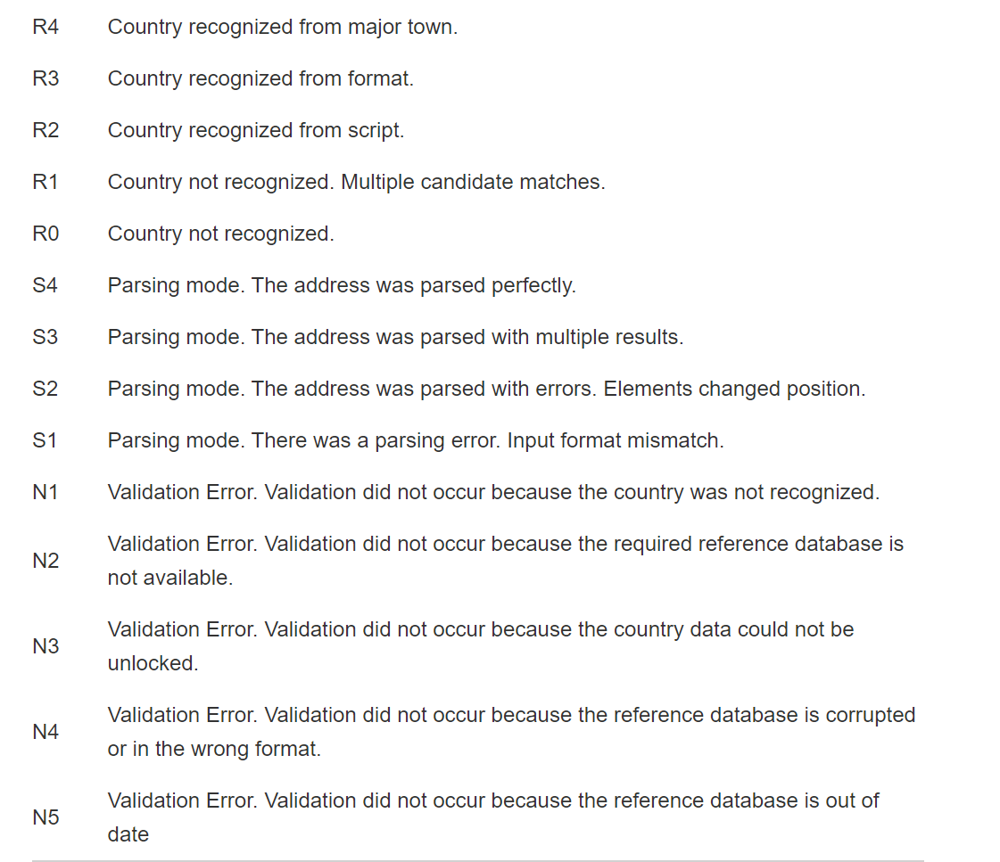 R4 Country recognized from major town.
R3 Country recognized from format.
R2 Country recognized from script.
R1 Country not recognized. Multiple candidate matches.
R0 Country not recognized.
S4 Parsing mode. The address was parsed perfectly.
S3 Parsing mode. The address was parsed with multiple results.
S2 Parsing mode. The address was parsed with errors. Elements changed position.
S1 Parsing mode. There was a parsing error. Input format mismatch.
N1 Validation Error. Validation did not occur because the country was not recognized.
N2 Validation Error. Validation did not occur because the required reference database is
not available.
N3 Validation Error. Validation did not occur because the country data could not be
unlocked.
N4 Validation Error. Validation did not occur because the reference database is corrupted
or in the wrong format.
N5 Validation Error. Validation did not occur because the reference database is out of
date